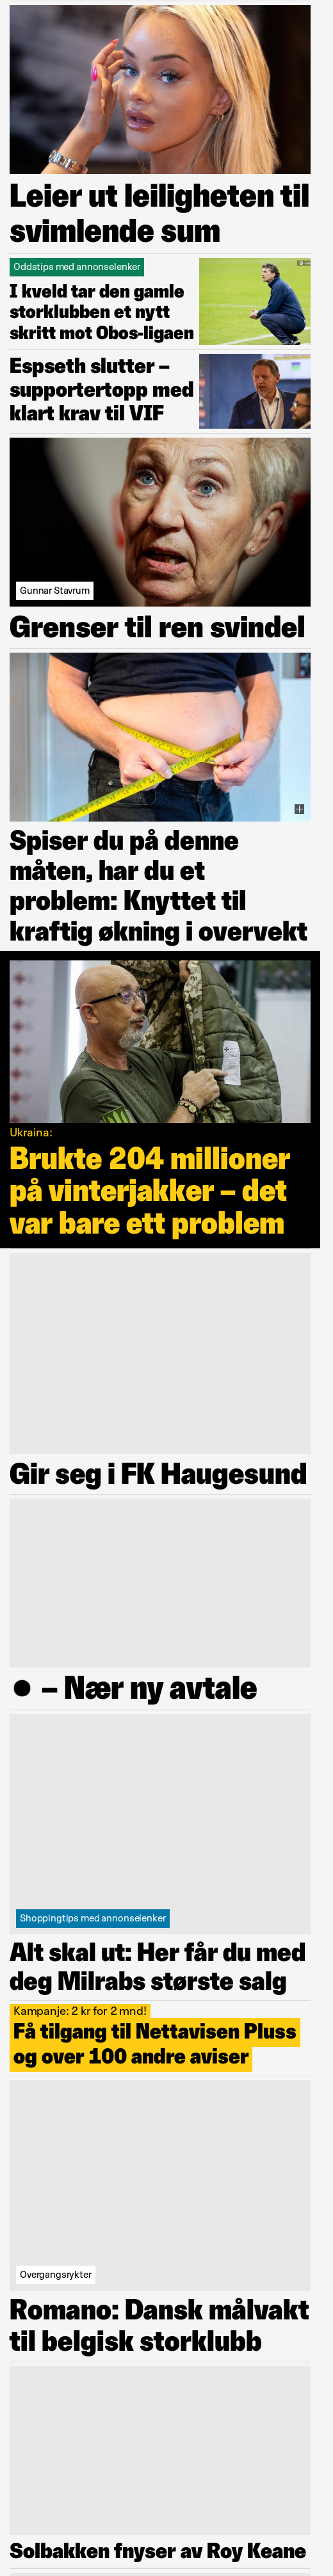 Leier ut leiligheten til
svimlende sum
Oddstips med annonselenker
I kveld tar den gamle
storklubben et nytt
skritt mot Obos-ligaen
Espseth slutter –
supportertopp med
klart krav til VIF
Gunnar Stavrum
Grenser til ren svindel
Spiser du på denne
måten, har du et
problem: Knyttet til
kraftig økning i overvekt
Ukraina:
Brukte 204 millioner
på vinterjakker – det
var bare ett problem
Gir seg i FK Haugesund
● – Nær ny avtale
Shoppingtips med annonselenker
Alt skal ut: Her får du med
deg Milrabs største salg
Kampanje: 2 kr for 2 mnd!
Få tilgang til Nettavisen Pluss
og over 100 andre aviser
Overgangsrykter
Romano: Dansk målvakt
til belgisk storklubb
Solbakken fnyser av Roy Keane